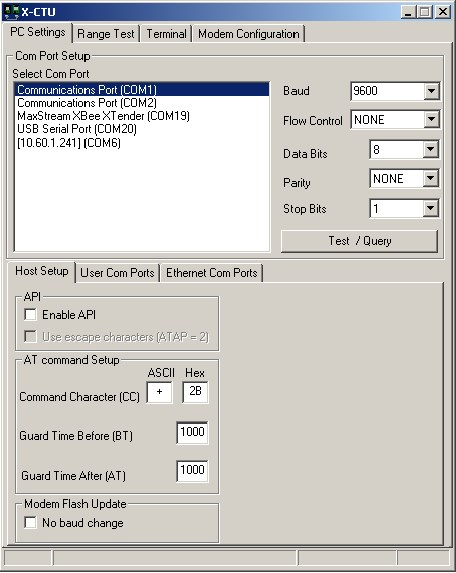 X-CTU
PC Settings Range Test Terminal Modem Configuration
Com Port Setup
Select Com Port
Communications Port (COM1)
Communications Port (COM2)
MaxStream XBee XTender (COM19)
USB Serial Port (COM20)
[10.60.1.241] (COM6)
Baud 9600
Flow Control NONE
Data Bits 8
Parity NONE
Stop Bits 1
Test / Query
Host Setup User Com Ports Ethernet Com Ports
API
Enable API
Use escape characters (ATAP = 2)
AT command Setup
ASCII Hex
Command Character (CC) + 2B
Guard Time Before (BT) 1000
Guard Time After (AT) 1000
Modem Flash Update
No baud change